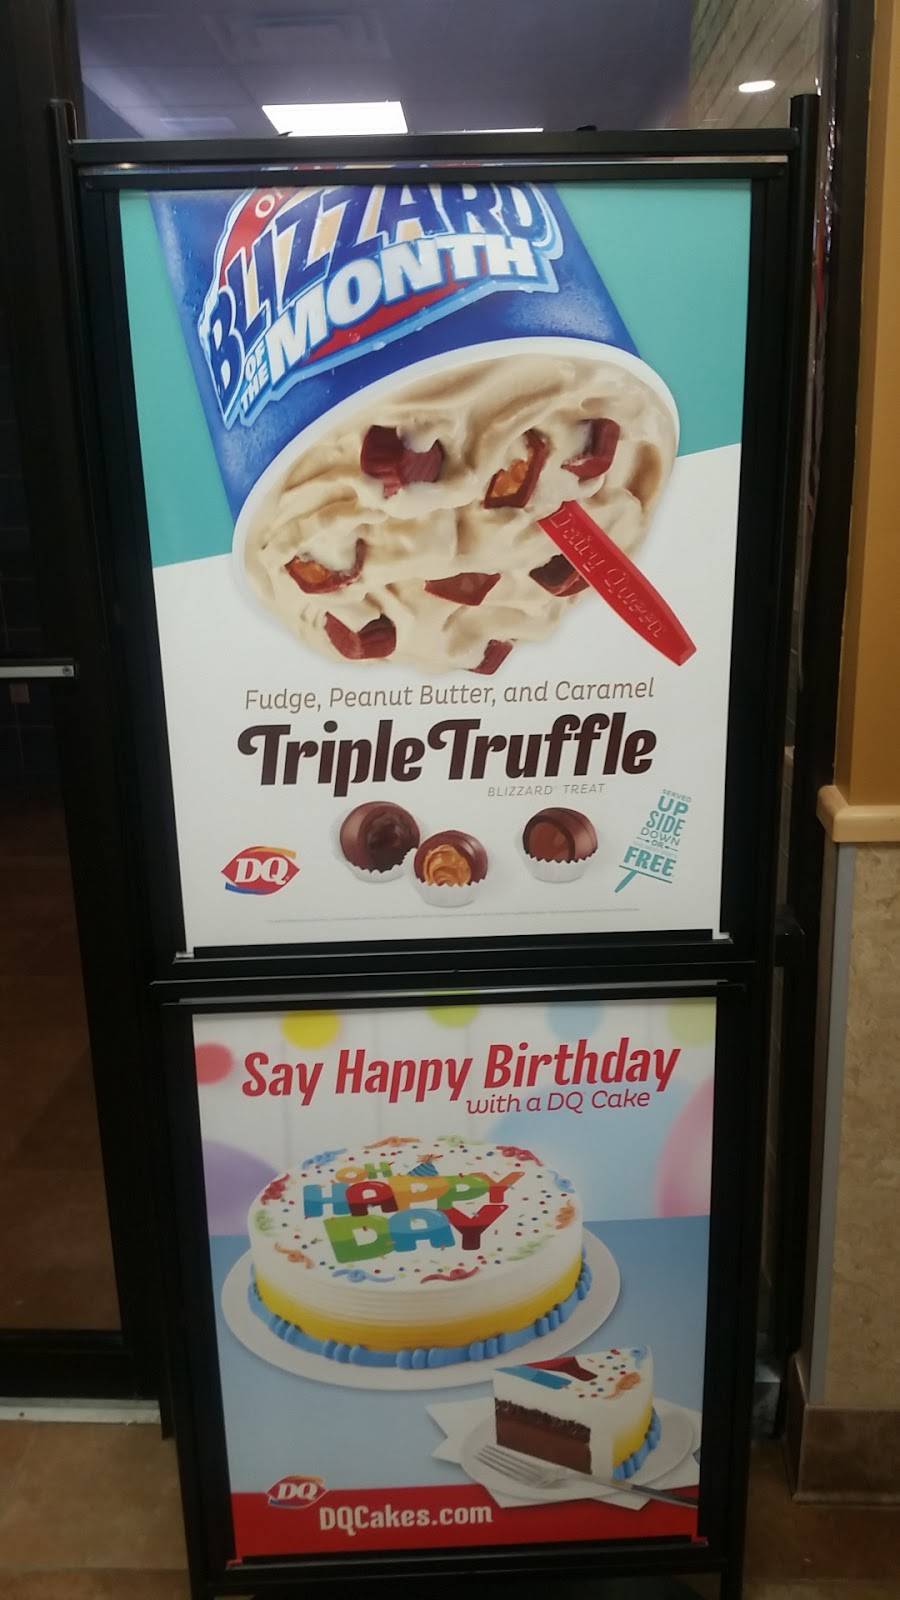 BLIZZARD
OF THE
MONTH
Dairy Queen
Fudge, Peanut Butter, and Caramel
Triple Truffle
BLIZZARD® TREAT
SERVED
UP
SIDE
DOWN
OR
FREE
DQ
Say Happy Birthday
with a DQ Cake
OH
HAPPY
DAY
DQ
DQCakes.com